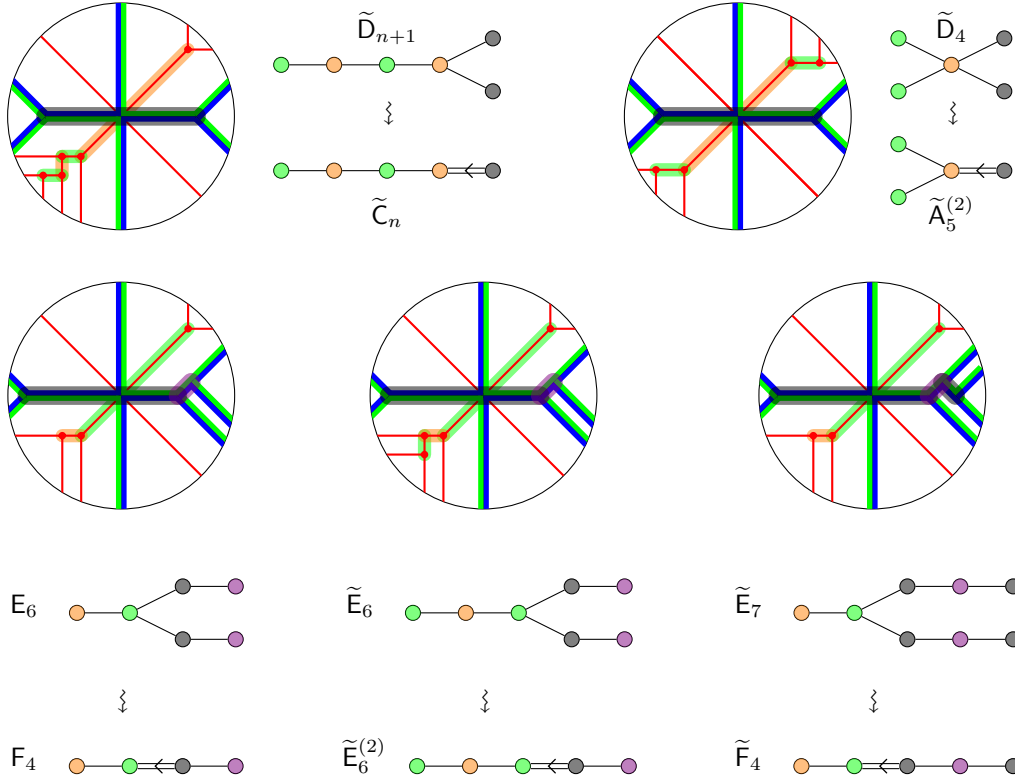 D̃ₙ₊₁
D̃₄
C̃ₙ
Ã₅⁽²⁾
E₆
Ẽ₆
Ẽ₇
F₄
Ẽ₆⁽²⁾
F̃₄